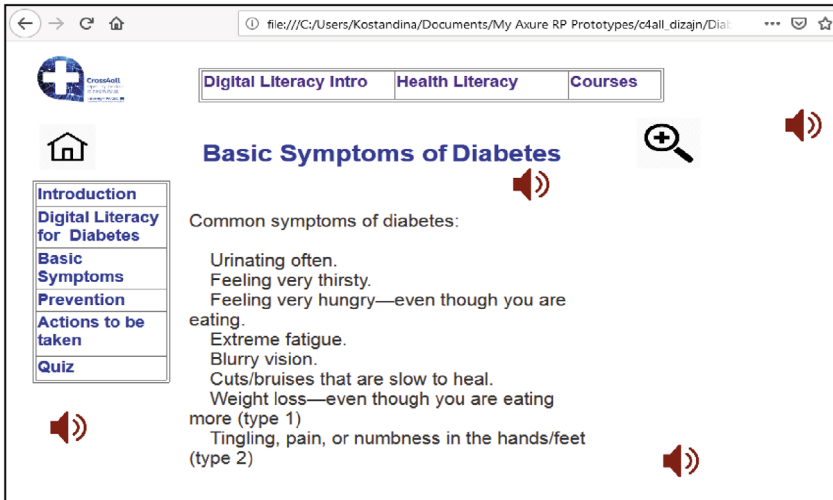 file:///C:/Users/Kostandina/Documents/My Axure RP Prototypes/c4all_dizajn/Diab
Cross4all
Digital Literacy Intro Health Literacy Courses
Basic Symptoms of Diabetes
Introduction
Digital Literacy
for Diabetes
Basic
Symptoms
Prevention
Actions to be
taken
Quiz
Common symptoms of diabetes:
Urinating often.
Feeling very thirsty.
Feeling very hungry—even though you are
eating.
Extreme fatigue.
Blurry vision.
Cuts/bruises that are slow to heal.
Weight loss—even though you are eating
more (type 1)
Tingling, pain, or numbness in the hands/feet
(type 2)